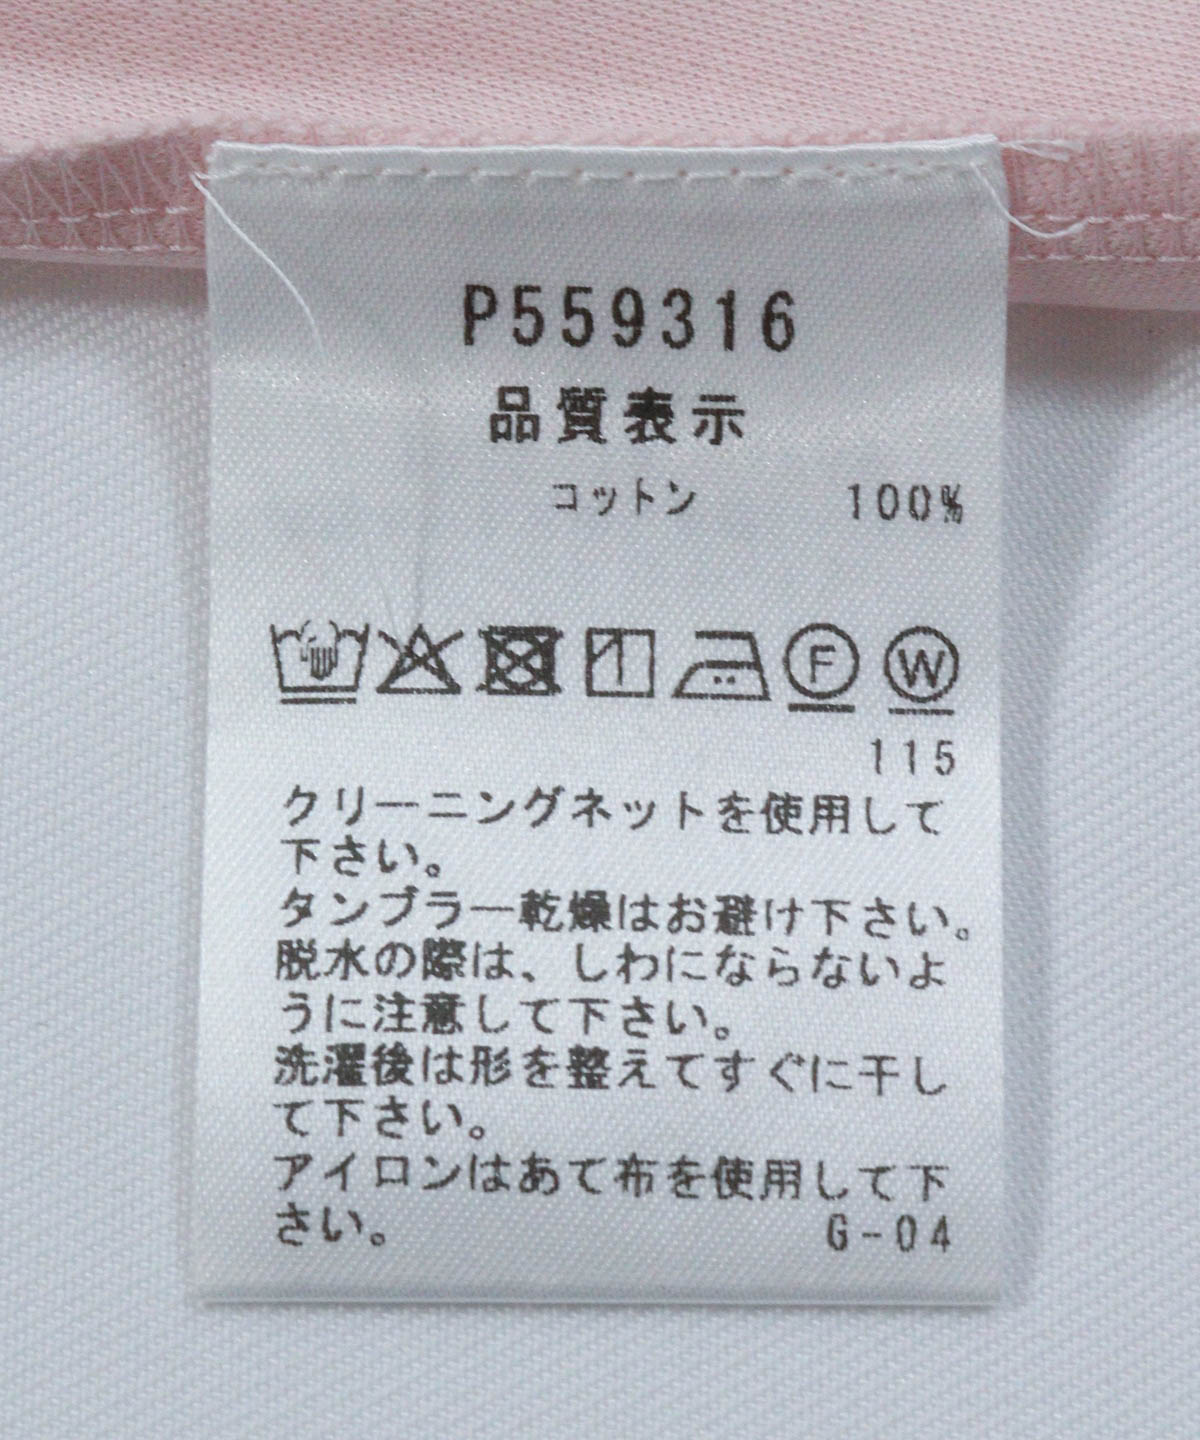 P559316
品質表示
コットン 100%
F W
115
クリーニングネットを使用して
下さい。
タンブラー乾燥はお避け下さい。
脱水の際は、しわにならないよ
うに注意して下さい。
洗濯後は形を整えてすぐに干し
て下さい。
アイロンはあて布を使用して下
さい。 G-04